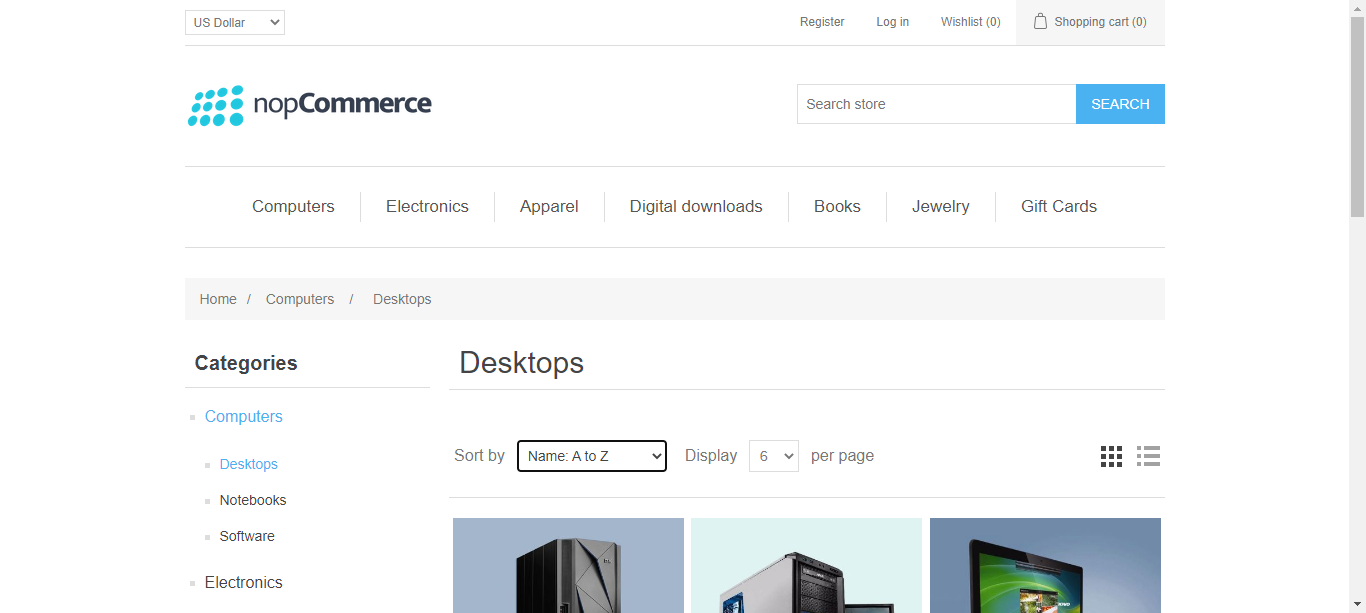 US Dollar Register Log in Wishlist (0) Shopping cart (0)
nopCommerce Search store SEARCH
Computers Electronics Apparel Digital downloads Books Jewelry Gift Cards
Home / Computers / Desktops
Categories
Computers
Desktops
Notebooks
Software
Electronics
Desktops
Sort by Name: A to Z Display 6 per page